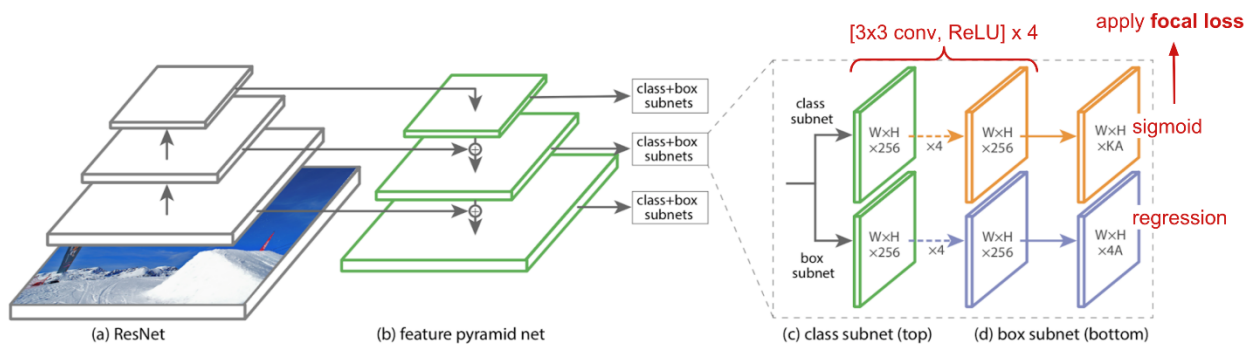 apply focal loss
[3x3 conv, ReLU] x 4
class+box
subnets
class+box
subnets
class+box
subnets
class
subnet
W×H
×256
×4
W×H
×256
W×H
×KA
sigmoid
box
subnet
W×H
×256
×4
W×H
×256
W×H
×4A
regression
(a) ResNet
(b) feature pyramid net
(c) class subnet (top)
(d) box subnet (bottom)